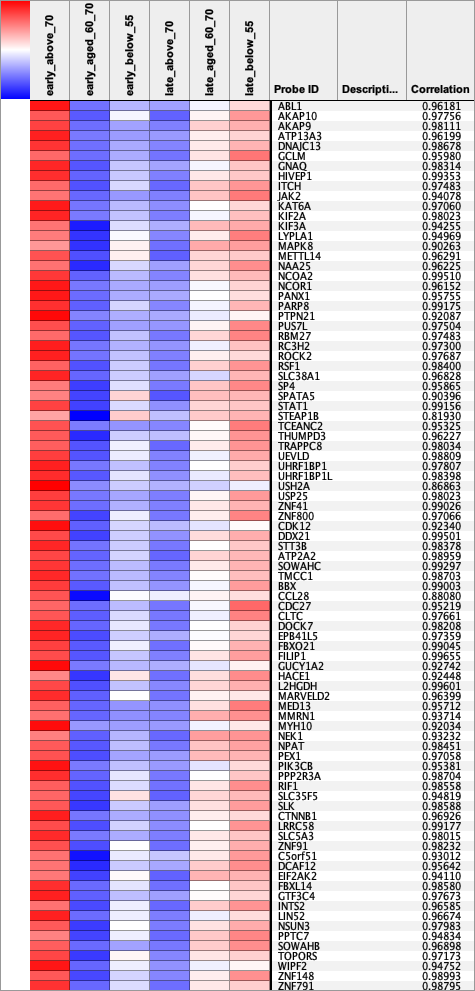 early_above_70
early_aged_60_70
early_below_55
late_above_70
late_aged_60_70
late_below_55
Probe ID Descripti... Correlation
ABL1 0.96181
AKAP10 0.97756
AKAP9 0.98111
ATP13A3 0.96199
DNAJC13 0.98678
GCLM 0.95980
GNAQ 0.98314
HIVEP1 0.99353
ITCH 0.97483
JAK2 0.94078
KAT6A 0.97060
KIF2A 0.98023
KIF3A 0.94255
LYPLA1 0.94969
MAPK8 0.90263
METTL14 0.96291
NAA25 0.96225
NCOA2 0.99510
NCOR1 0.96152
PANX1 0.95755
PARP8 0.99175
PTPN21 0.92087
PUS7L 0.97504
RBM27 0.97483
RC3H2 0.97300
ROCK2 0.97687
RSF1 0.98400
SLC38A1 0.96828
SP4 0.95865
SPATA5 0.90396
STAT1 0.99156
STEAP1B 0.81930
TCEANC2 0.95325
THUMPD3 0.96227
TRAPPC8 0.98034
UEVLD 0.98809
UHRF1BP1 0.97807
UHRF1BP1L 0.98398
USH2A 0.86863
USP25 0.98023
ZNF41 0.99026
ZNF800 0.97066
CDK12 0.92340
DDX21 0.99501
STT3B 0.98378
ATP2A2 0.98959
SOWAHC 0.99297
TMCC1 0.98703
BBX 0.99003
CCL28 0.88080
CDC27 0.95219
CLTC 0.97661
DOCK7 0.98208
EPB41L5 0.97359
FBXO21 0.99045
FILIP1 0.99655
GUCY1A2 0.92742
HACE1 0.92448
L2HGDH 0.99601
MARVELD2 0.96399
MED13 0.95712
MMRN1 0.93714
MYH10 0.92034
NEK1 0.93232
NPAT 0.98451
PEX1 0.97058
PIK3CB 0.95381
PPP2R3A 0.98704
RIF1 0.98558
SLC35F5 0.94819
SLK 0.98588
CTNNB1 0.96926
LRRC58 0.99177
SLC5A3 0.98015
ZNF91 0.98232
C5orf51 0.93012
DCAF12 0.95642
EIF2AK2 0.94110
FBXL14 0.98580
GTF3C4 0.97673
INTS2 0.96585
LIN52 0.96674
NSUN3 0.97983
PPTC7 0.94834
SOWAHB 0.96898
TOPORS 0.97173
WIPF2 0.94752
ZNF148 0.98993
ZNF791 0.98795